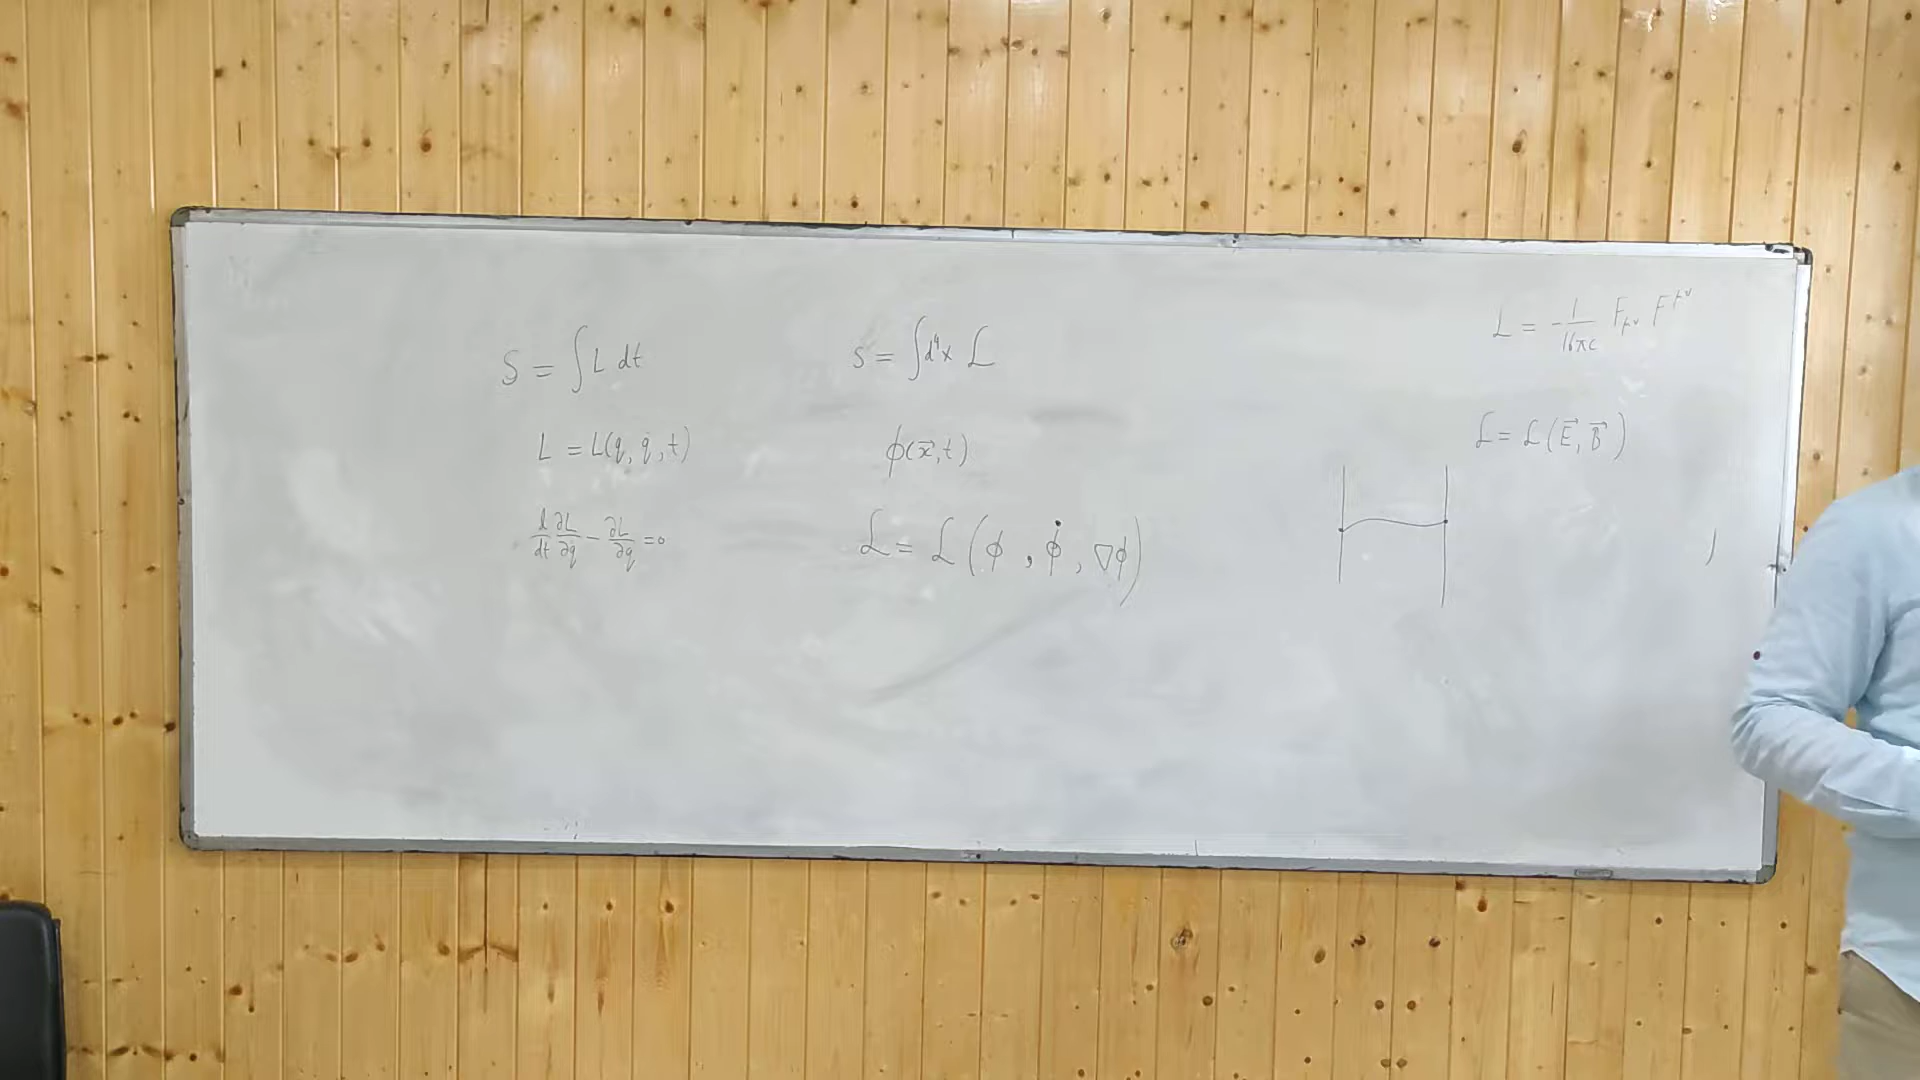 S = ∫ L dt
L = L(q, q̇, t)
d/dt ∂L/∂q̇ − ∂L/∂q = 0
S = ∫ d⁴x ℒ
ϕ(x⃗, t)
ℒ = ℒ(ϕ, ϕ̇, ∇ϕ)
ℒ = −1/16πc F_μν F^μν
ℒ = ℒ(E⃗, B⃗)